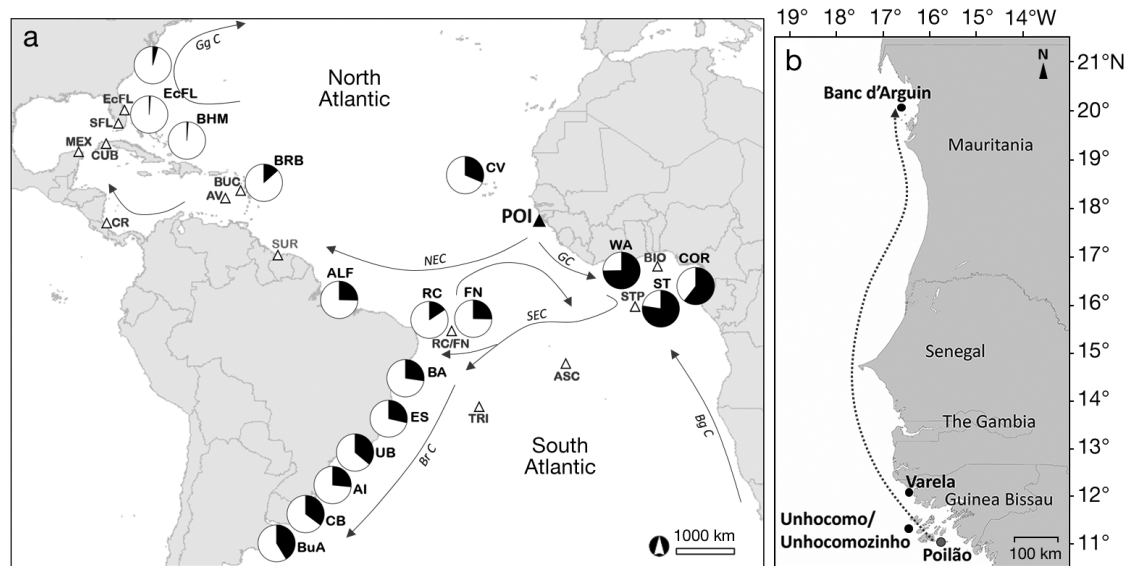 a
Gg C
North
Atlantic
EcFL
EcFL
SFL
BHM
MEX
CUB
BRB
BUC
AV
CV
CR
POI
SUR
NEC
GC
WA
BIO
COR
ALF
RC
FN
ST
STP
SEC
RC/FN
BA
ASC
ES
TRI
Br C
Bg C
UB
South
Atlantic
AI
CB
BuA
1000 km
19° 18° 17° 16° 15° 14°W
b
N
21°N
Banc d’Arguin
20°
Mauritania
19°
18°
17°
16°
Senegal
15°
14°
The Gambia
13°
Varela
12°
Guinea Bissau
Unhocomo/
Unhocomozinho
Poilão
100 km
11°